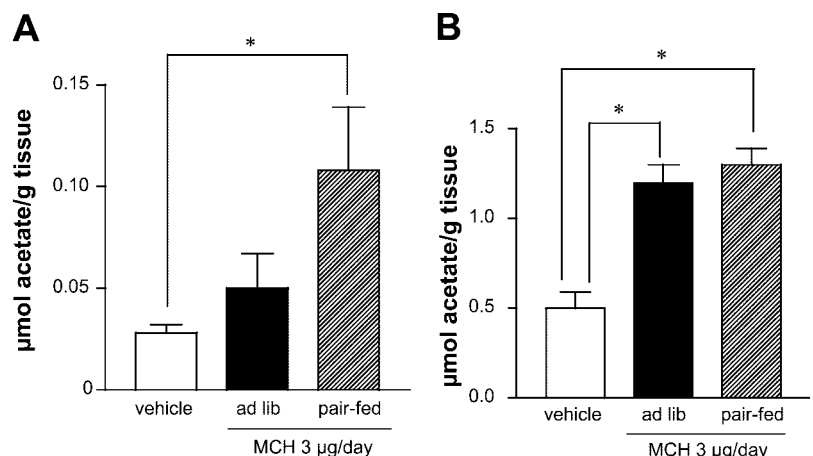 A
*
µmol acetate/g tissue
0.15
0.10
0.05
0
vehicle ad lib pair-fed
MCH 3 µg/day
B
*
*
µmol acetate/g tissue
1.5
1.0
0.5
0.0
vehicle ad lib pair-fed
MCH 3 µg/day